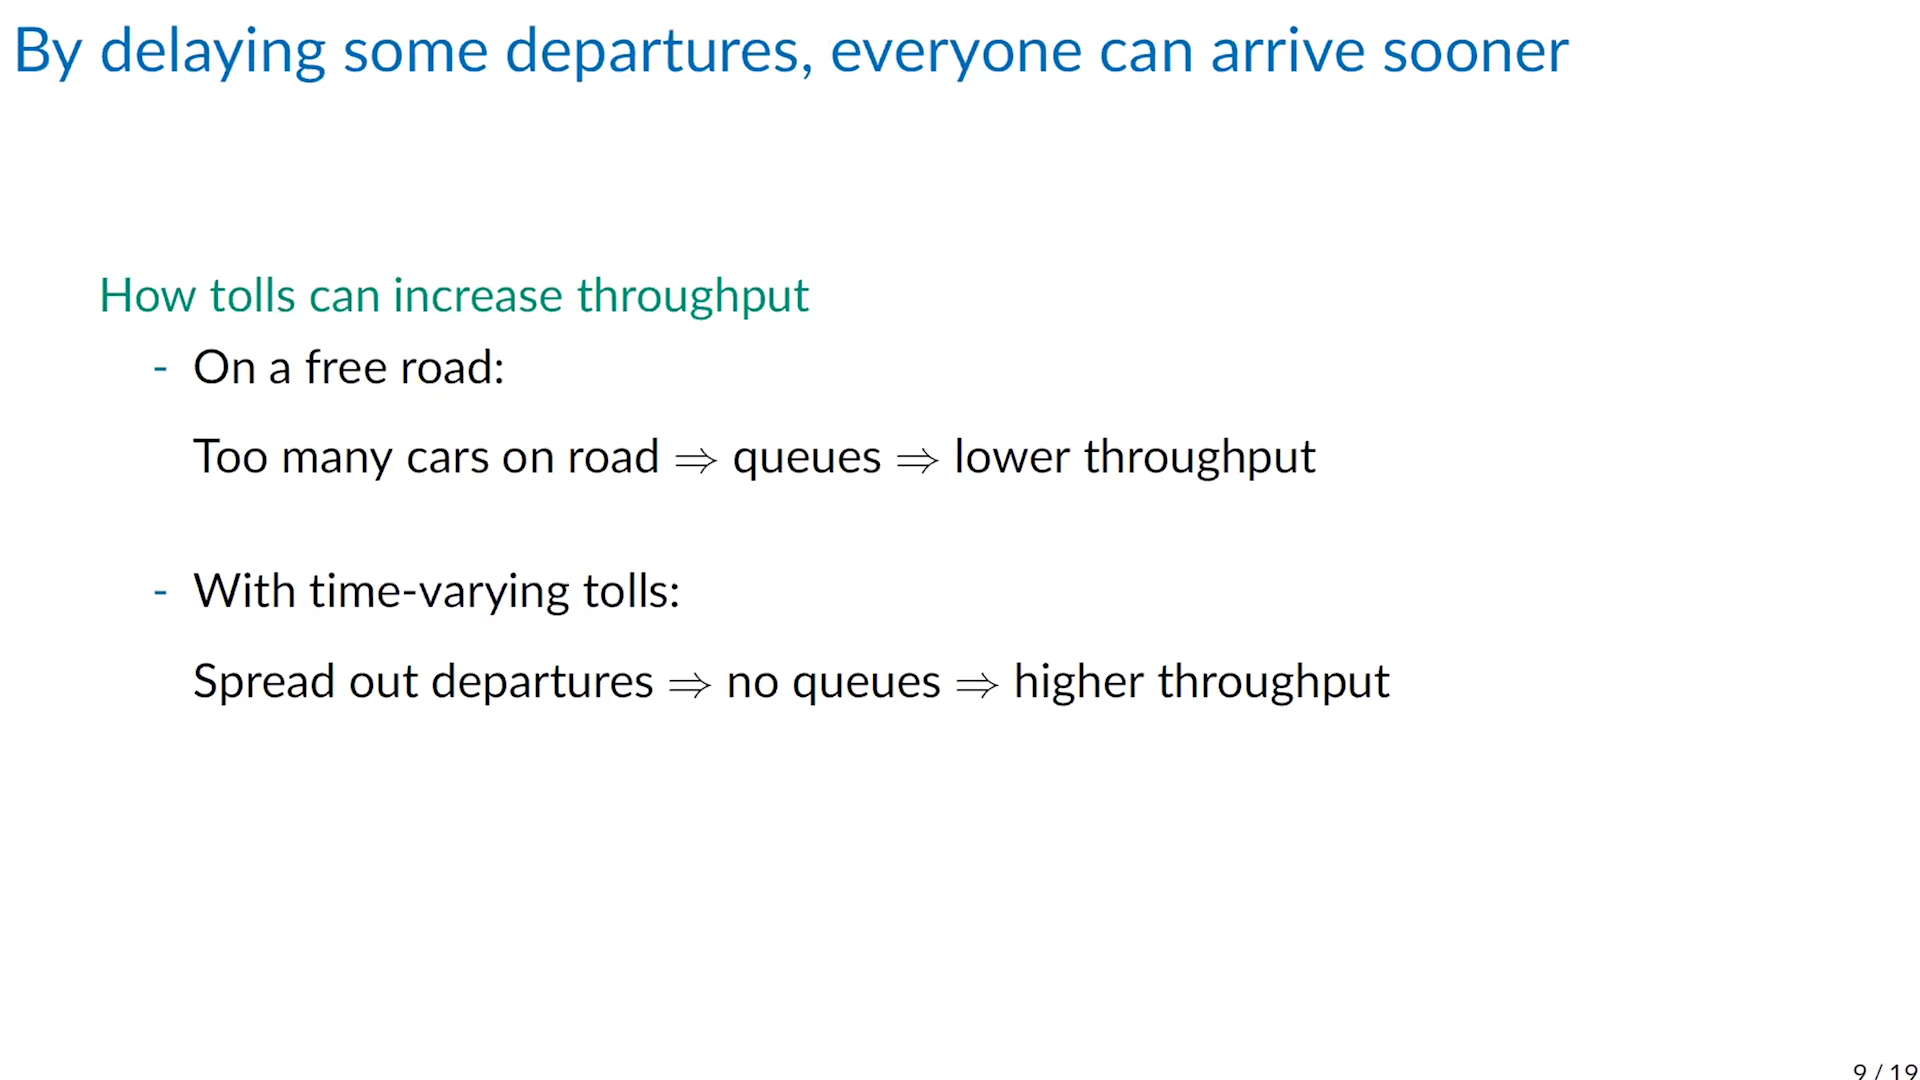 By delaying some departures, everyone can arrive sooner
How tolls can increase throughput
- On a free road:
Too many cars on road ⇒ queues ⇒ lower throughput
- With time-varying tolls:
Spread out departures ⇒ no queues ⇒ higher throughput
9 / 19